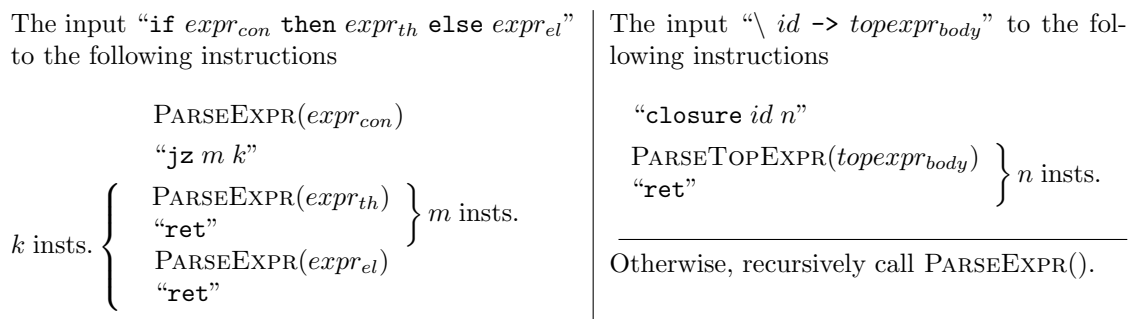 The input “if expr_con then expr_th else expr_el”
to the following instructions
PARSEEXPR(expr_con)
“jz m k”
PARSEEXPR(expr_th)
“ret”
m insts.
PARSEEXPR(expr_el)
“ret”
k insts.
The input “\ id -> topexpr_body” to the fol-
lowing instructions
“closure id n”
PARSETOPEXPR(topexpr_body)
“ret”
n insts.
Otherwise, recursively call PARSEEXPR().